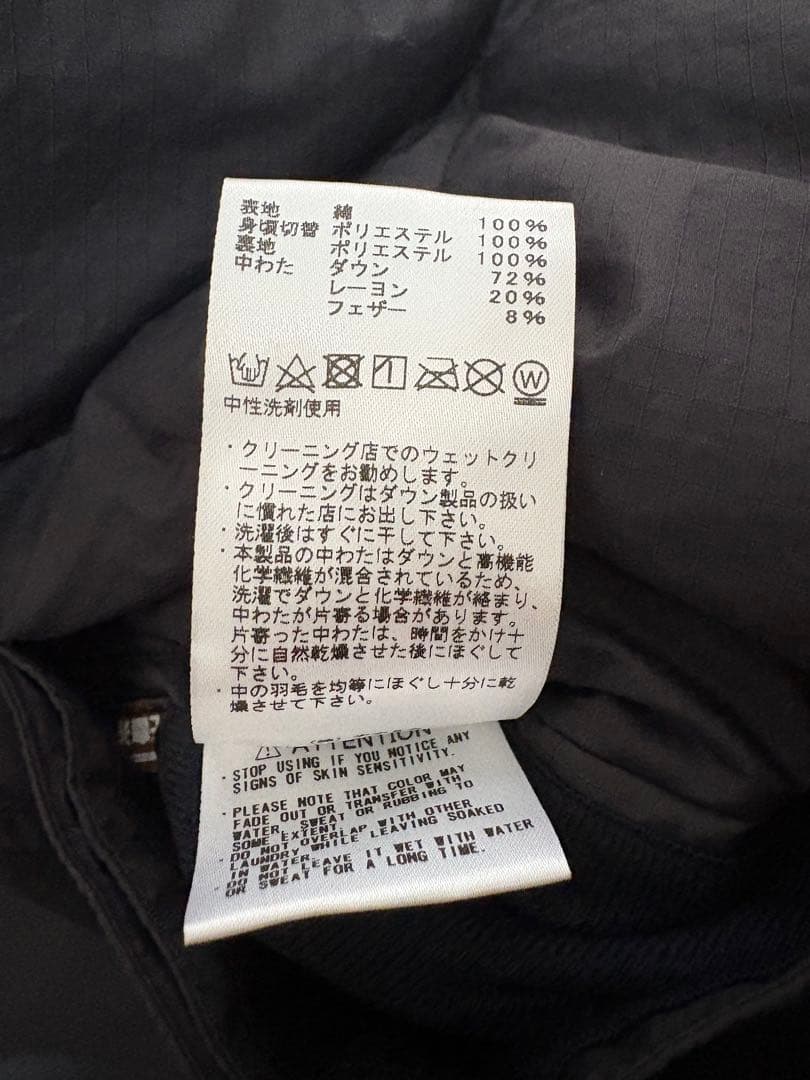 表地 綿 100%
身頃切替 ポリエステル 100%
裏地 ポリエステル 100%
中わた ダウン 72%
レーヨン 20%
フェザー 8%
W
中性洗剤使用
・クリーニング店でのウェットクリ
ーニングをお勧めします。
・クリーニングはダウン製品の扱い
に慣れた店にお出し下さい。
・洗濯後はすぐに干して下さい。
・本製品の中わたはダウンと高機能
化学繊維が混合されているため、
洗濯でダウンと化学繊維が絡まり、
中わたが片寄る場合があります。
片寄った中わたは、時間をかけ十
分に自然乾燥させた後にほぐして
下さい。
・中の羽毛を均等にほぐし十分に乾
燥させて下さい。
ATTENTION
・STOP USING IF YOU NOTICE ANY
SIGNS OF SKIN SENSITIVITY.
・PLEASE NOTE THAT COLOR MAY
FADE OUT OR TRANSFER WITH
WATER, SWEAT OR RUBBING TO
SOME EXTENT.
・DO NOT OVERLAP WITH OTHER
LAUNDRY WHILE LEAVING SOAKED
IN WATER.
・DO NOT LEAVE IT WET WITH WATER
OR SWEAT FOR A LONG TIME.